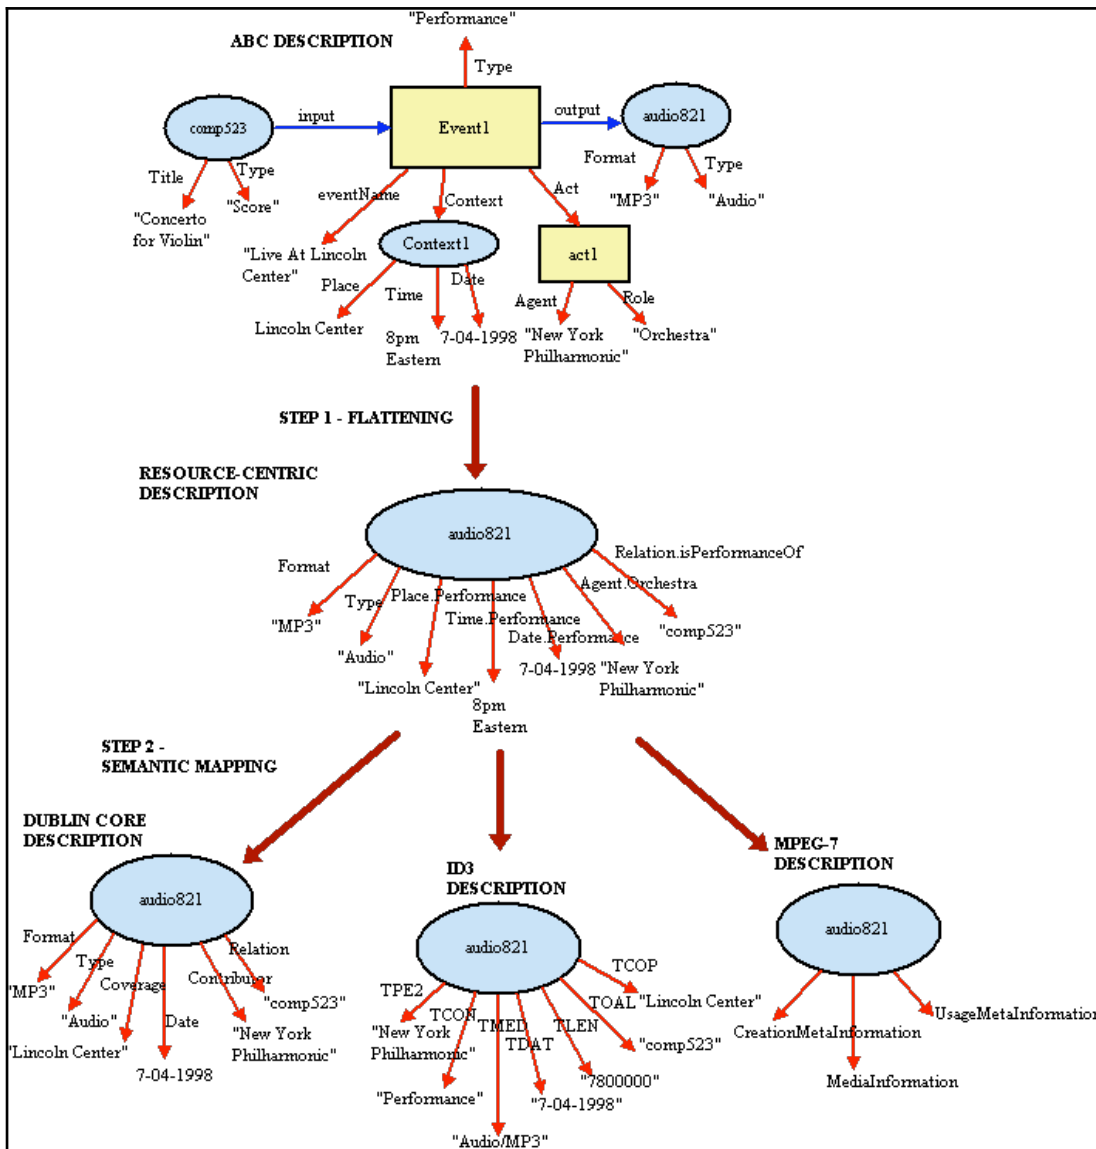 "Performance"
ABC DESCRIPTION
Type
input
output
comp523
Event1
audio821
Title
Type
eventName
Context
Act
Format
Type
"Concerto
for Violin"
"Score"
"MP3"
"Audio"
"Live At Lincoln
Center"
Context1
act1
Place
Time
Date
Agent
Role
Lincoln Center
8pm
Eastern
7-04-1998
"New York
Philharmonic"
"Orchestra"
STEP 1 - FLATTENING
RESOURCE-CENTRIC
DESCRIPTION
audio821
Format
Type
Place.Performance
Time.Performance
Date.Performance
Agent.Orchestra
Relation.isPerformanceOf
"MP3"
"Audio"
"Lincoln Center"
8pm
Eastern
7-04-1998
"New York
Philharmonic"
"comp523"
STEP 2 -
SEMANTIC MAPPING
DUBLIN CORE
DESCRIPTION
audio821
Format
Type
Coverage
Date
Contributor
Relation
"MP3"
"Audio"
"Lincoln Center"
7-04-1998
"New York
Philharmonic"
"comp523"
ID3
DESCRIPTION
audio821
TPE2
TCON
TMED
TDAT
TLEN
TOAL
TCOP
"New York
Philharmonic"
"Performance"
"Audio/MP3"
"7-04-1998"
"7800000"
"comp523"
"Lincoln Center"
MPEG-7
DESCRIPTION
audio821
CreationMetaInformation
MediaInformation
UsageMetaInformation